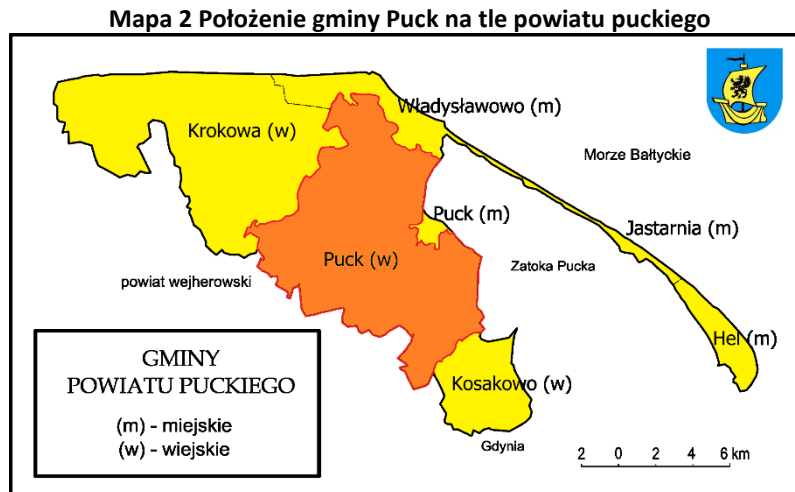 Mapa 2 Położenie gminy Puck na tle powiatu puckiego
Władysławowo (m)
Krokowa (w)
Morze Bałtyckie
Puck (m)
Jastarnia (m)
Puck (w)
Zatoka Pucka
powiat wejherowski
Hel (m)
GMINY
POWIATU PUCKIEGO
(m) - miejskie
(w) - wiejskie
Kosakowo (w)
Gdynia
2 0 2 4 6 km